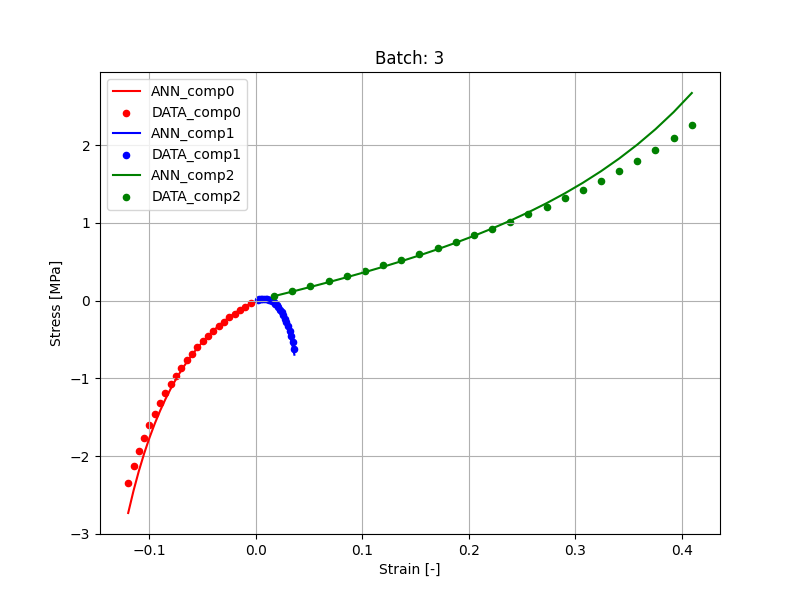 Batch: 3
ANN_comp0
DATA_comp0
ANN_comp1
DATA_comp1
ANN_comp2
DATA_comp2
Stress [MPa]
2
1
0
−1
−2
−3
−0.1
0.0
0.1
0.2
0.3
0.4
Strain [-]